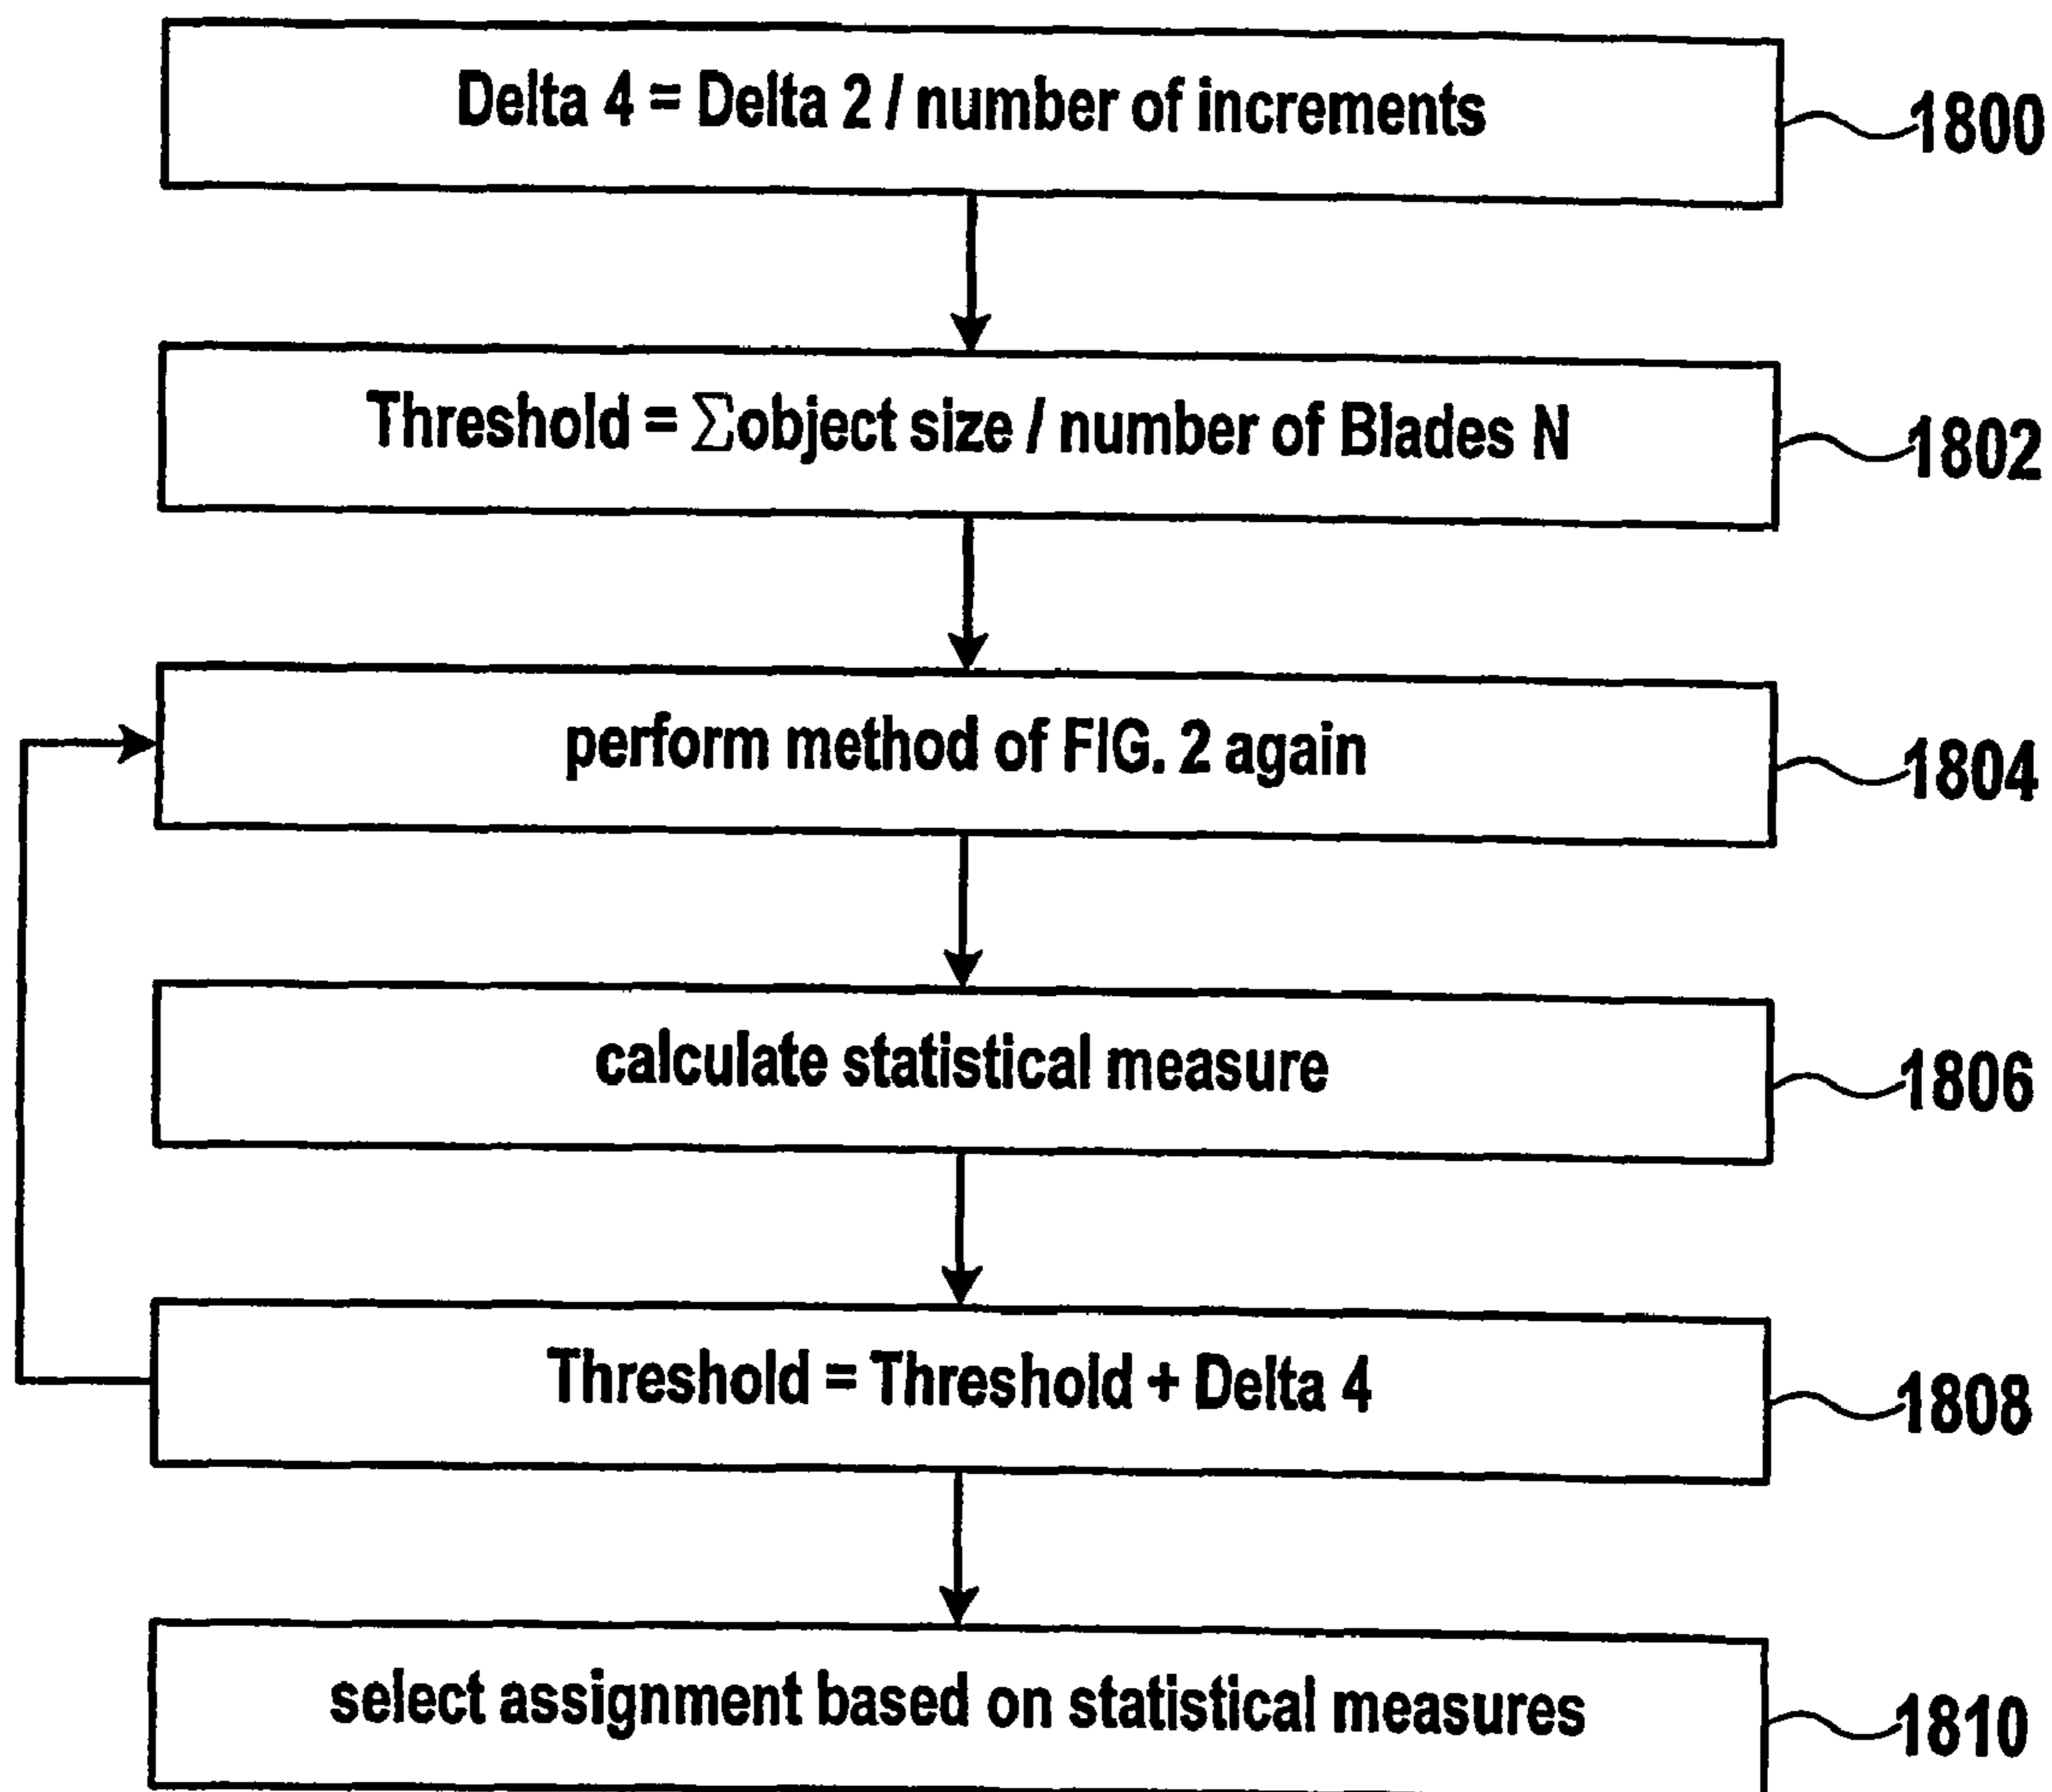 Delta 4 = Delta 2 / number of increments
1800
Threshold = ∑object size / number of Blades N
1802
perform method of FIG. 2 again
1804
calculate statistical measure
1806
Threshold = Threshold + Delta 4
1808
select assignment based on statistical measures
1810